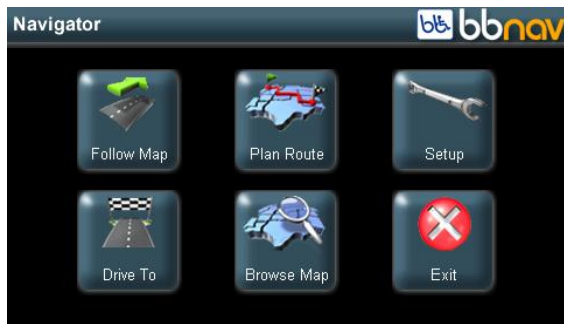 Navigator
bbnav
Follow Map
Plan Route
Setup
Drive To
Browse Map
Exit